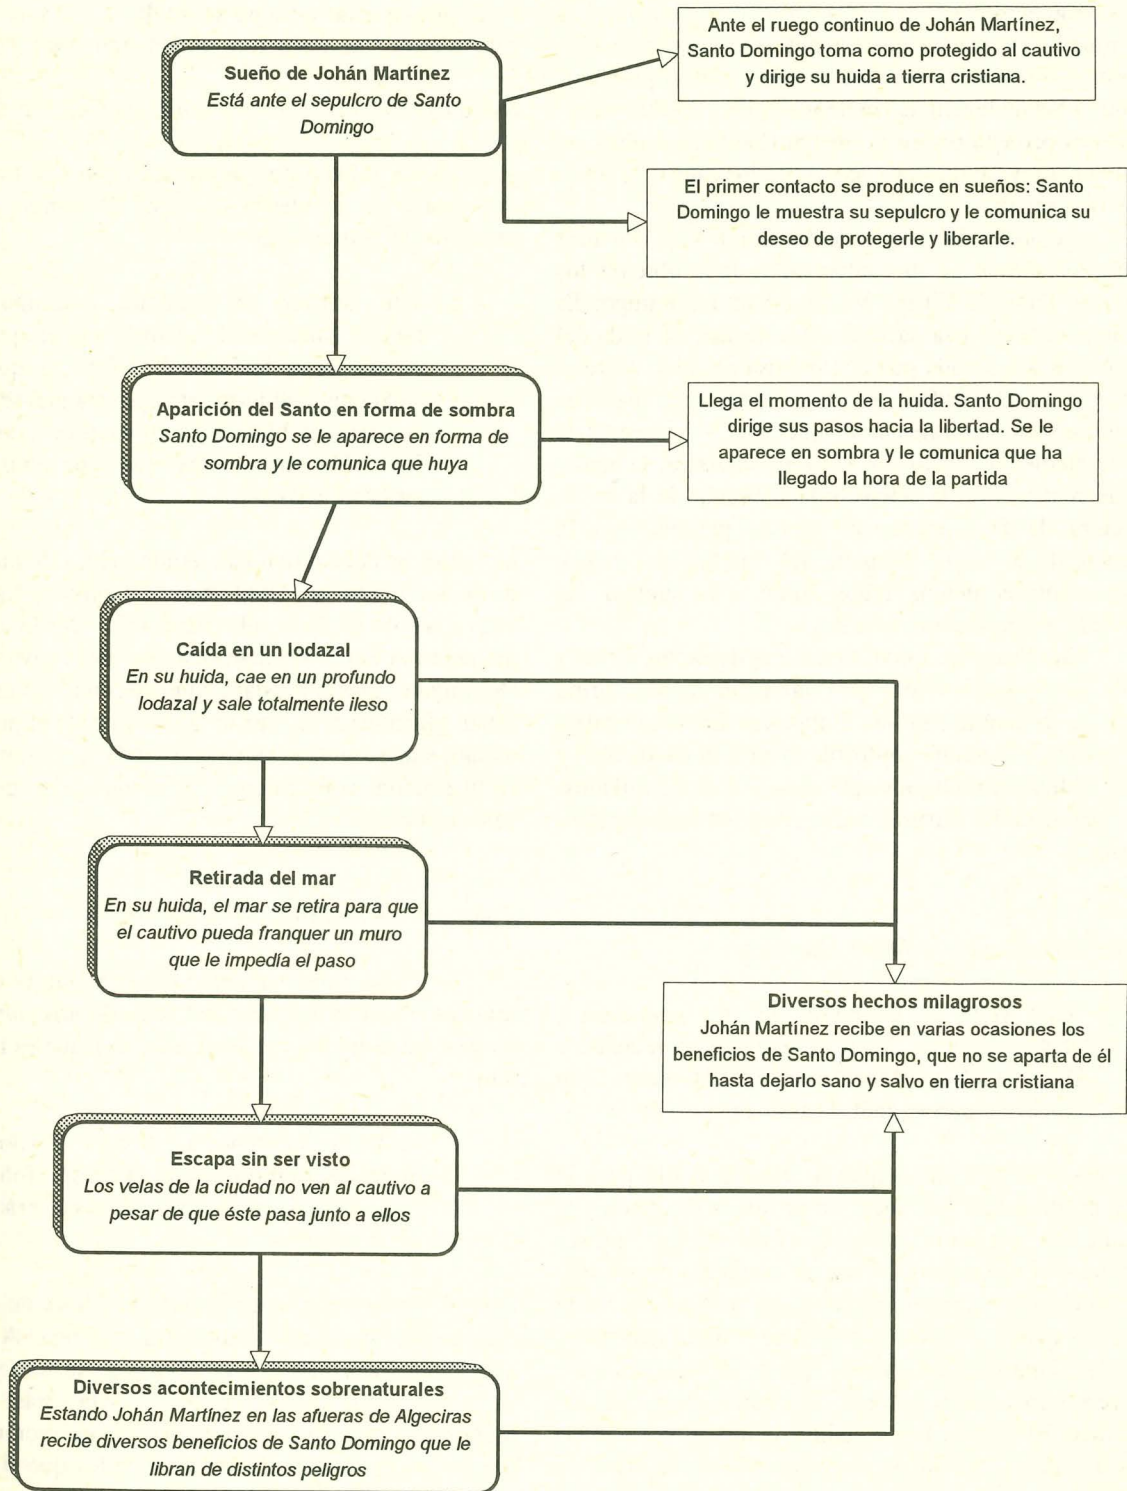 Sueño de Johán Martínez
Está ante el sepulcro de Santo
Domingo
Ante el ruego continuo de Johán Martínez,
Santo Domingo toma como protegido al cautivo
y dirige su huida a tierra cristiana.
El primer contacto se produce en sueños: Santo
Domingo le muestra su sepulcro y le comunica su
deseo de protegerle y liberarle.
Aparición del Santo en forma de sombra
Santo Domingo se le aparece en forma de
sombra y le comunica que huya
Llega el momento de la huida. Santo Domingo
dirige sus pasos hacia la libertad. Se le
aparece en sombra y le comunica que ha
llegado la hora de la partida
Caída en un lodazal
En su huida, cae en un profundo
lodazal y sale totalmente ileso
Retirada del mar
En su huida, el mar se retira para que
el cautivo pueda franquer un muro
que le impedía el paso
Diversos hechos milagrosos
Johán Martínez recibe en varias ocasiones los
beneficios de Santo Domingo, que no se aparta de él
hasta dejarlo sano y salvo en tierra cristiana
Escapa sin ser visto
Los velas de la ciudad no ven al cautivo a
pesar de que éste pasa junto a ellos
Diversos acontecimientos sobrenaturales
Estando Johán Martínez en las afueras de Algeciras
recibe diversos beneficios de Santo Domingo que le
libran de distintos peligros